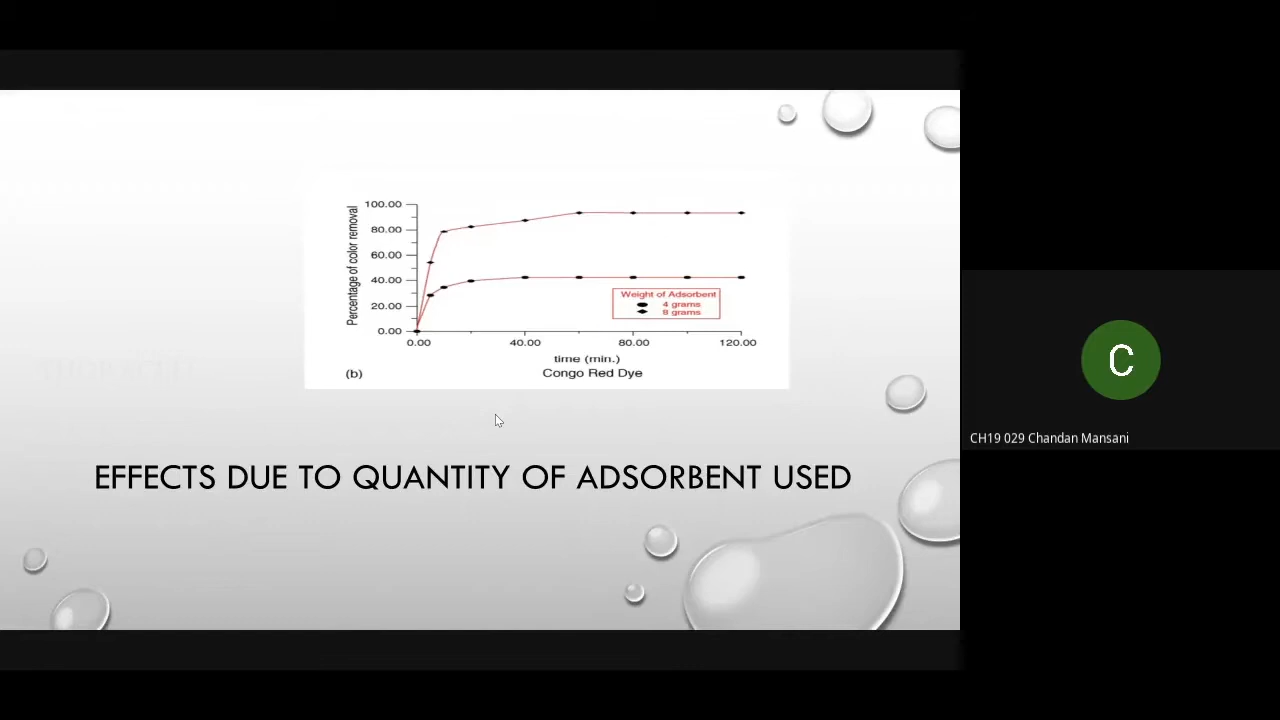 100.00
80.00
60.00
40.00
20.00
0.00
Percentage of color removal
Weight of Adsorbent
4 grams
8 grams
0.00 40.00 80.00 120.00
time (min.)
(b) Congo Red Dye
EFFECTS DUE TO QUANTITY OF ADSORBENT USED
C
CH19 029 Chandan Mansani